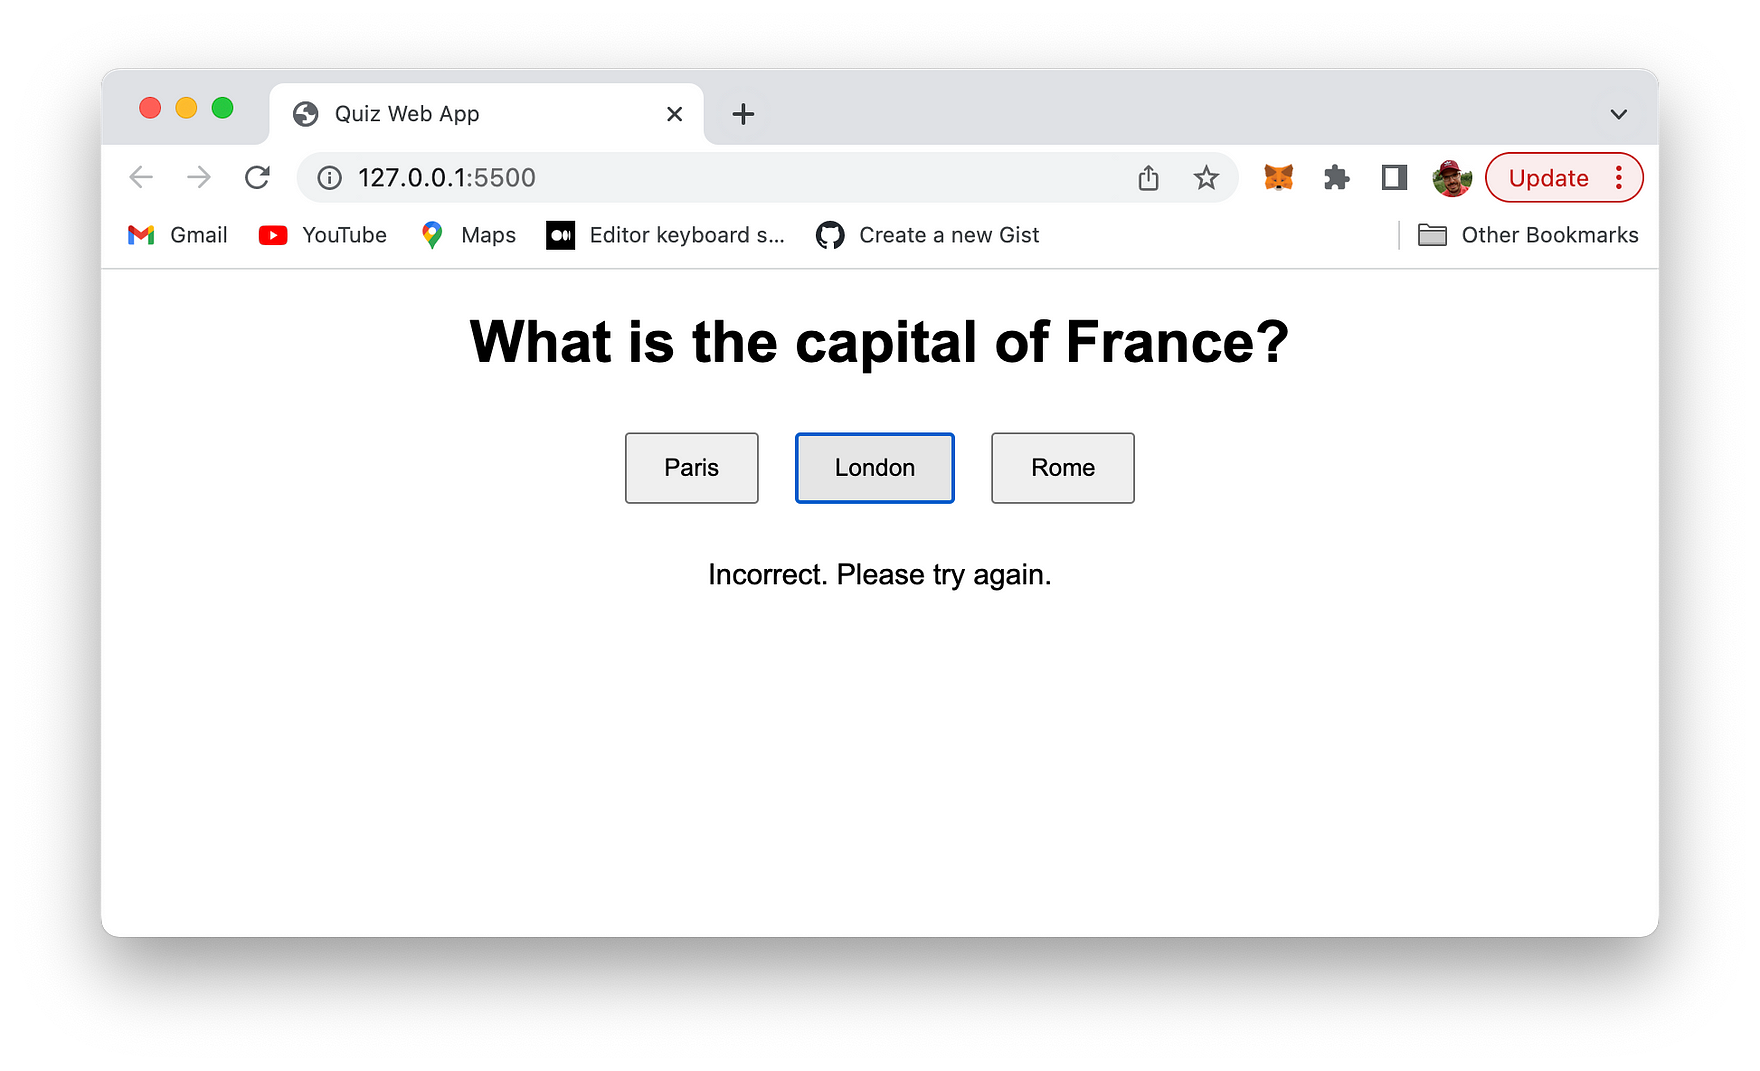 Quiz Web App
127.0.0.1:5500
Update
Gmail YouTube Maps Editor keyboard s... Create a new Gist Other Bookmarks
What is the capital of France?
Paris London Rome
Incorrect. Please try again.